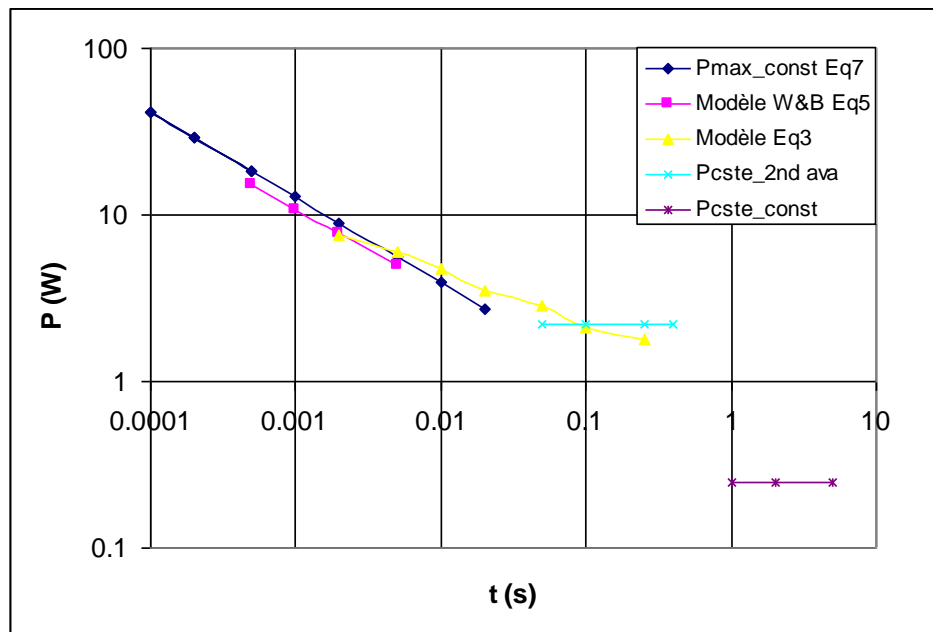 100
10
1
0.1
0.0001
0.001
0.01
0.1
1
10
P (W)
t (s)
Pmax_const Eq7
Modèle W&B Eq5
Modèle Eq3
Pcste_2nd ava
Pcste_const